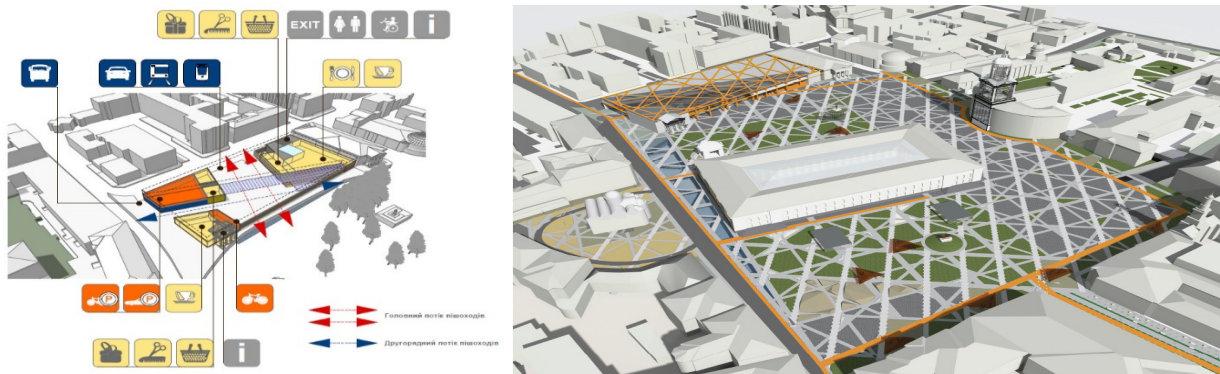 EXIT
i
P
P
Головний потік пішоходів
Другорядний потік пішоходів
i